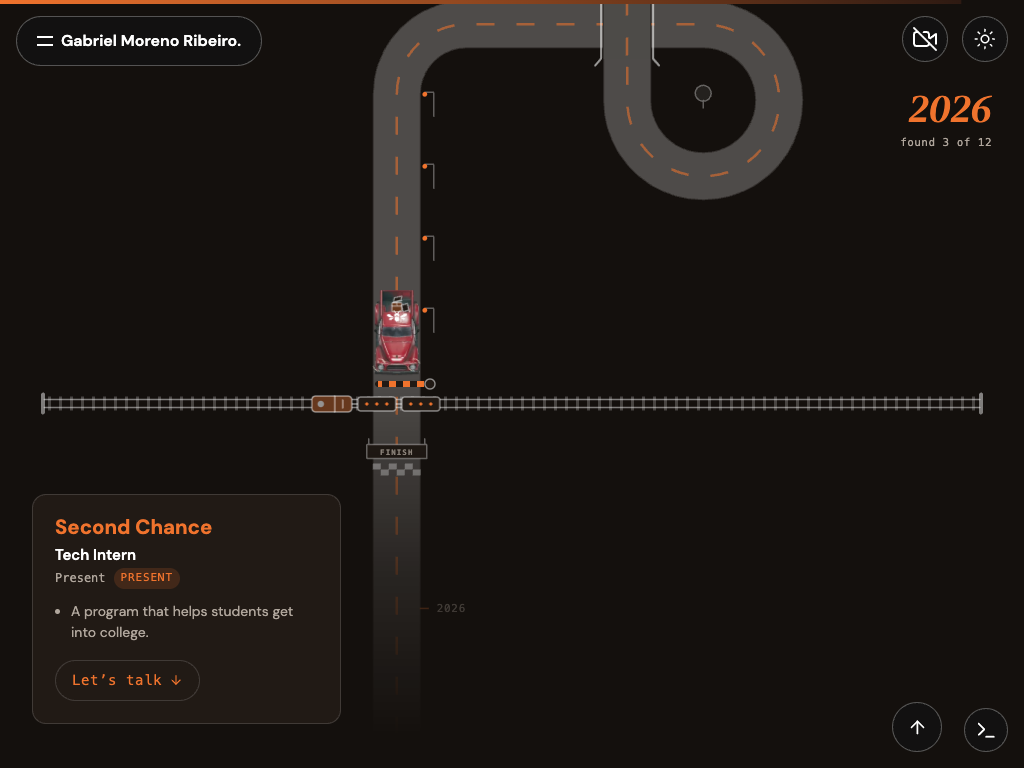 Gabriel Moreno Ribeiro.
2026
found 3 of 12
FINISH
Second Chance
Tech Intern
Present PRESENT
• A program that helps students get
into college.
Let’s talk ↓
2026